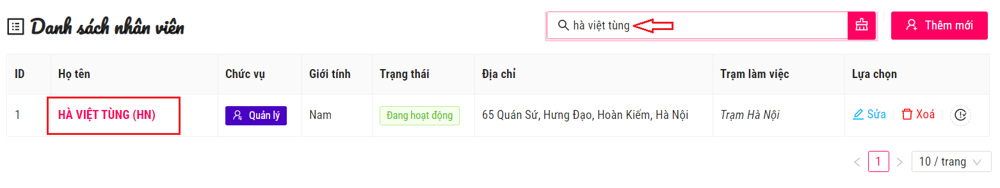 Danh sách nhân viên
hà việt tùng
Thêm mới
ID Họ tên Chức vụ Giới tính Trạng thái Địa chỉ Trạm làm việc Lựa chọn
1 HÀ VIỆT TÙNG (HN) Quản lý Nam Đang hoạt động 65 Quán Sứ, Hưng Đạo, Hoàn Kiếm, Hà Nội Trạm Hà Nội Sửa Xoá
1 10 / trang